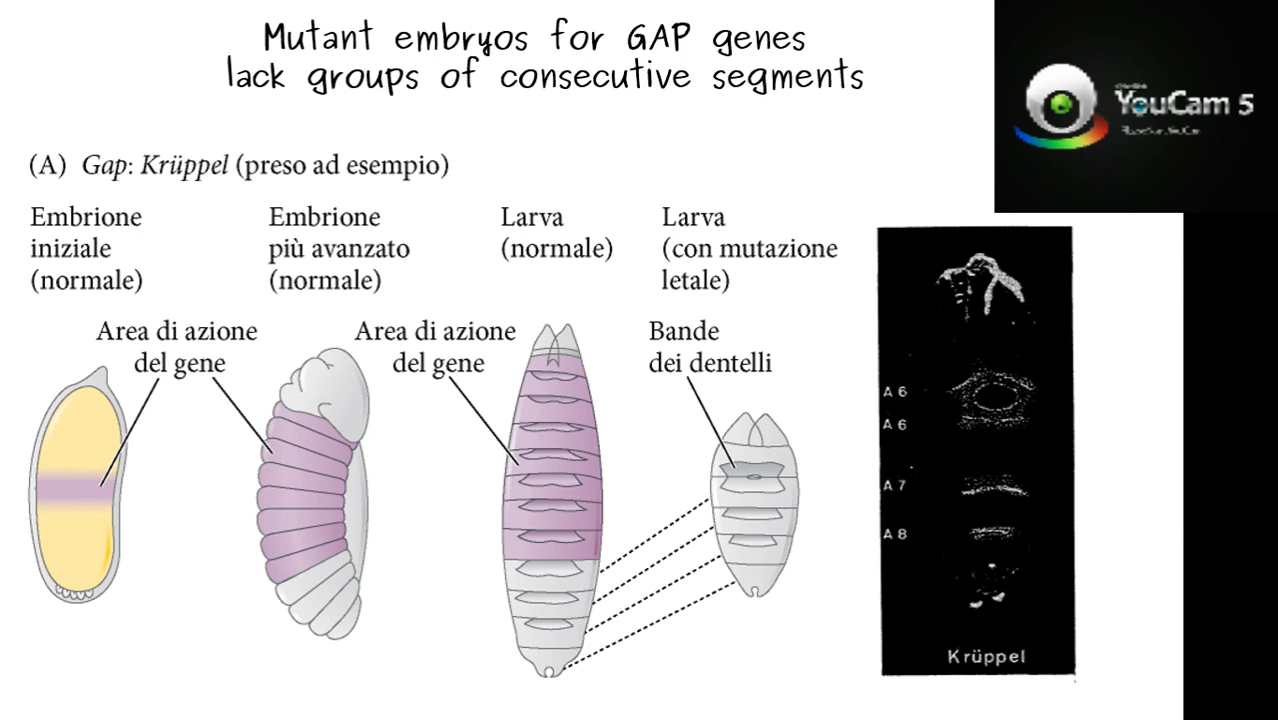 Mutant embryos for GAP genes
lack groups of consecutive segments
YouCam 5
(A) Gap: Krüppel (preso ad esempio)
Embrione
iniziale
(normale)
Embrione
più avanzato
(normale)
Larva
(normale)
Larva
(con mutazione
letale)
Area di azione
del gene
Area di azione
del gene
Bande
dei dentelli
A 6
A 6
A 7
A 8
Krüppel